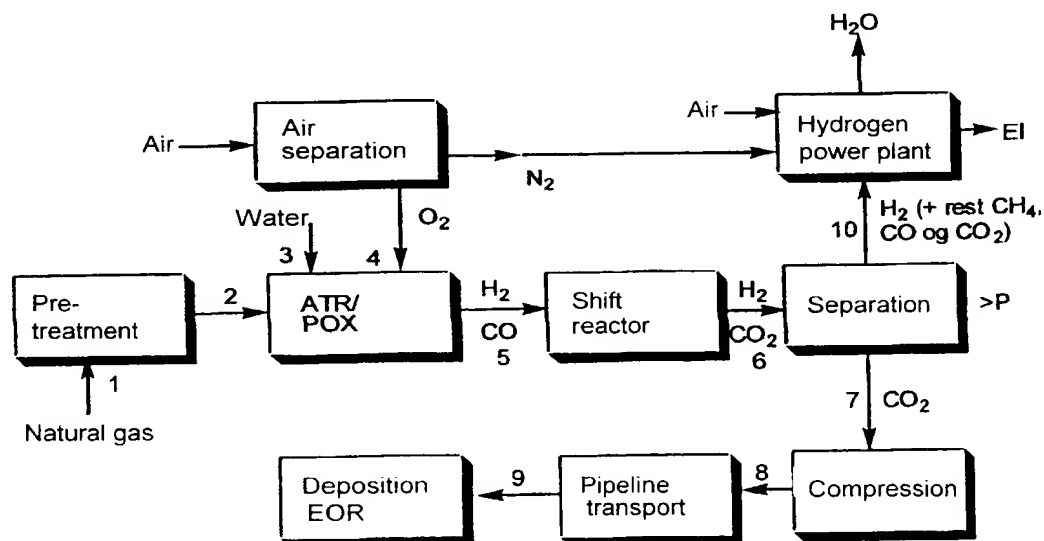 H₂O
Air
Air
separation
Air
Hydrogen
power plant
El
N₂
Water
O₂
3
4
10
H₂ (+ rest CH₄,
CO og CO₂)
Pre-
treatment
2
ATR/
POX
H₂
CO
5
Shift
reactor
H₂
CO₂
6
Separation
>P
1
Natural gas
7
CO₂
Deposition
EOR
9
Pipeline
transport
8
Compression